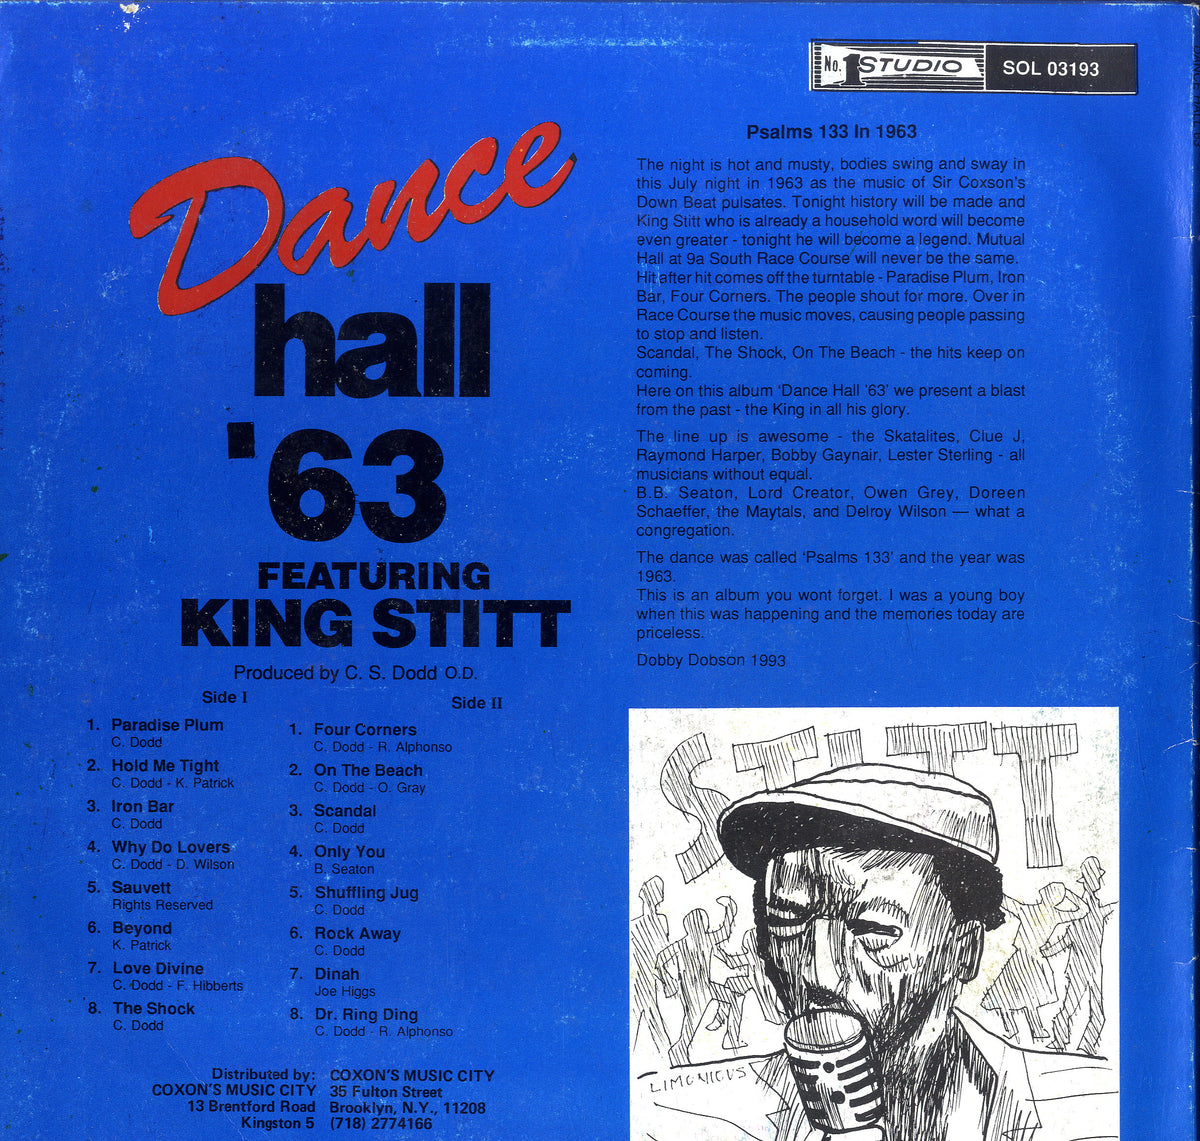 No. 1 STUDIO SOL 03193
Dance
hall
'63
FEATURING
KING STITT
Produced by C. S. Dodd O.D.
Side I
1. Paradise Plum
C. Dodd
2. Hold Me Tight
C. Dodd - K. Patrick
3. Iron Bar
C. Dodd
4. Why Do Lovers
C. Dodd - D. Wilson
5. Sauvett
Rights Reserved
6. Beyond
K. Patrick
7. Love Divine
C. Dodd - F. Hibberts
8. The Shock
C. Dodd
Side II
1. Four Corners
C. Dodd - R. Alphonso
2. On The Beach
C. Dodd - O. Gray
3. Scandal
C. Dodd
4. Only You
B. Seaton
5. Shuffling Jug
C. Dodd
6. Rock Away
C. Dodd
7. Dinah
Joe Higgs
8. Dr. Ring Ding
C. Dodd - R. Alphonso
Distributed by:
COXON'S MUSIC CITY
13 Brentford Road
Kingston 5
COXON'S MUSIC CITY
35 Fulton Street
Brooklyn, N.Y., 11208
(718) 2774166
Psalms 133 In 1963
The night is hot and musty, bodies swing and sway in
this July night in 1963 as the music of Sir Coxson's
Down Beat pulsates. Tonight history will be made and
King Stitt who is already a household word will become
even greater - tonight he will become a legend. Mutual
Hall at 9a South Race Course will never be the same.
Hit after hit comes off the turntable - Paradise Plum, Iron
Bar, Four Corners. The people shout for more. Over in
Race Course the music moves, causing people passing
to stop and listen.
Scandal, The Shock, On The Beach - the hits keep on
coming.
Here on this album 'Dance Hall '63' we present a blast
from the past - the King in all his glory.
The line up is awesome - the Skatalites, Clue J,
Raymond Harper, Bobby Gaynair, Lester Sterling - all
musicians without equal.
B.B. Seaton, Lord Creator, Owen Grey, Doreen
Schaeffer, the Maytals, and Delroy Wilson — what a
congregation.
The dance was called 'Psalms 133' and the year was
1963.
This is an album you wont forget. I was a young boy
when this was happening and the memories today are
priceless.
Dobby Dobson 1993
STITT
LIMONIOUS